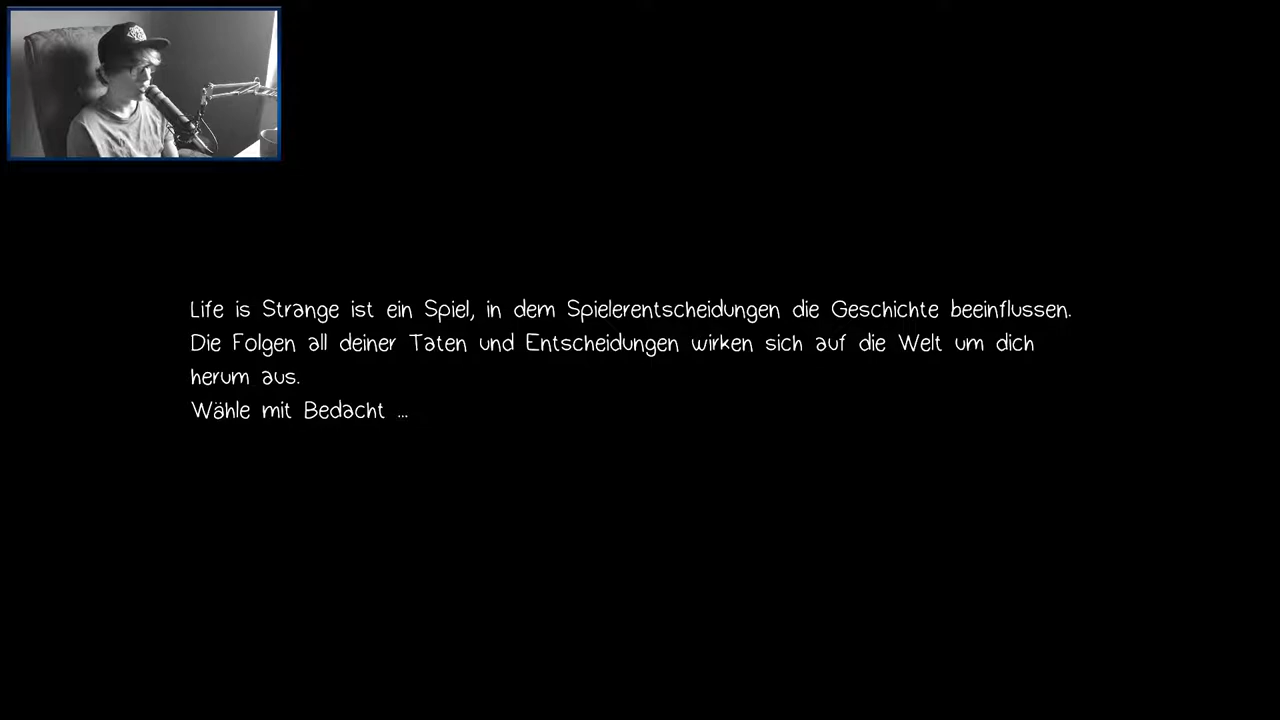 Life is Strange ist ein Spiel, in dem Spielerentscheidungen die Geschichte beeinflussen.
Die Folgen all deiner Taten und Entscheidungen wirken sich auf die Welt um dich
herum aus.
Wähle mit Bedacht ...